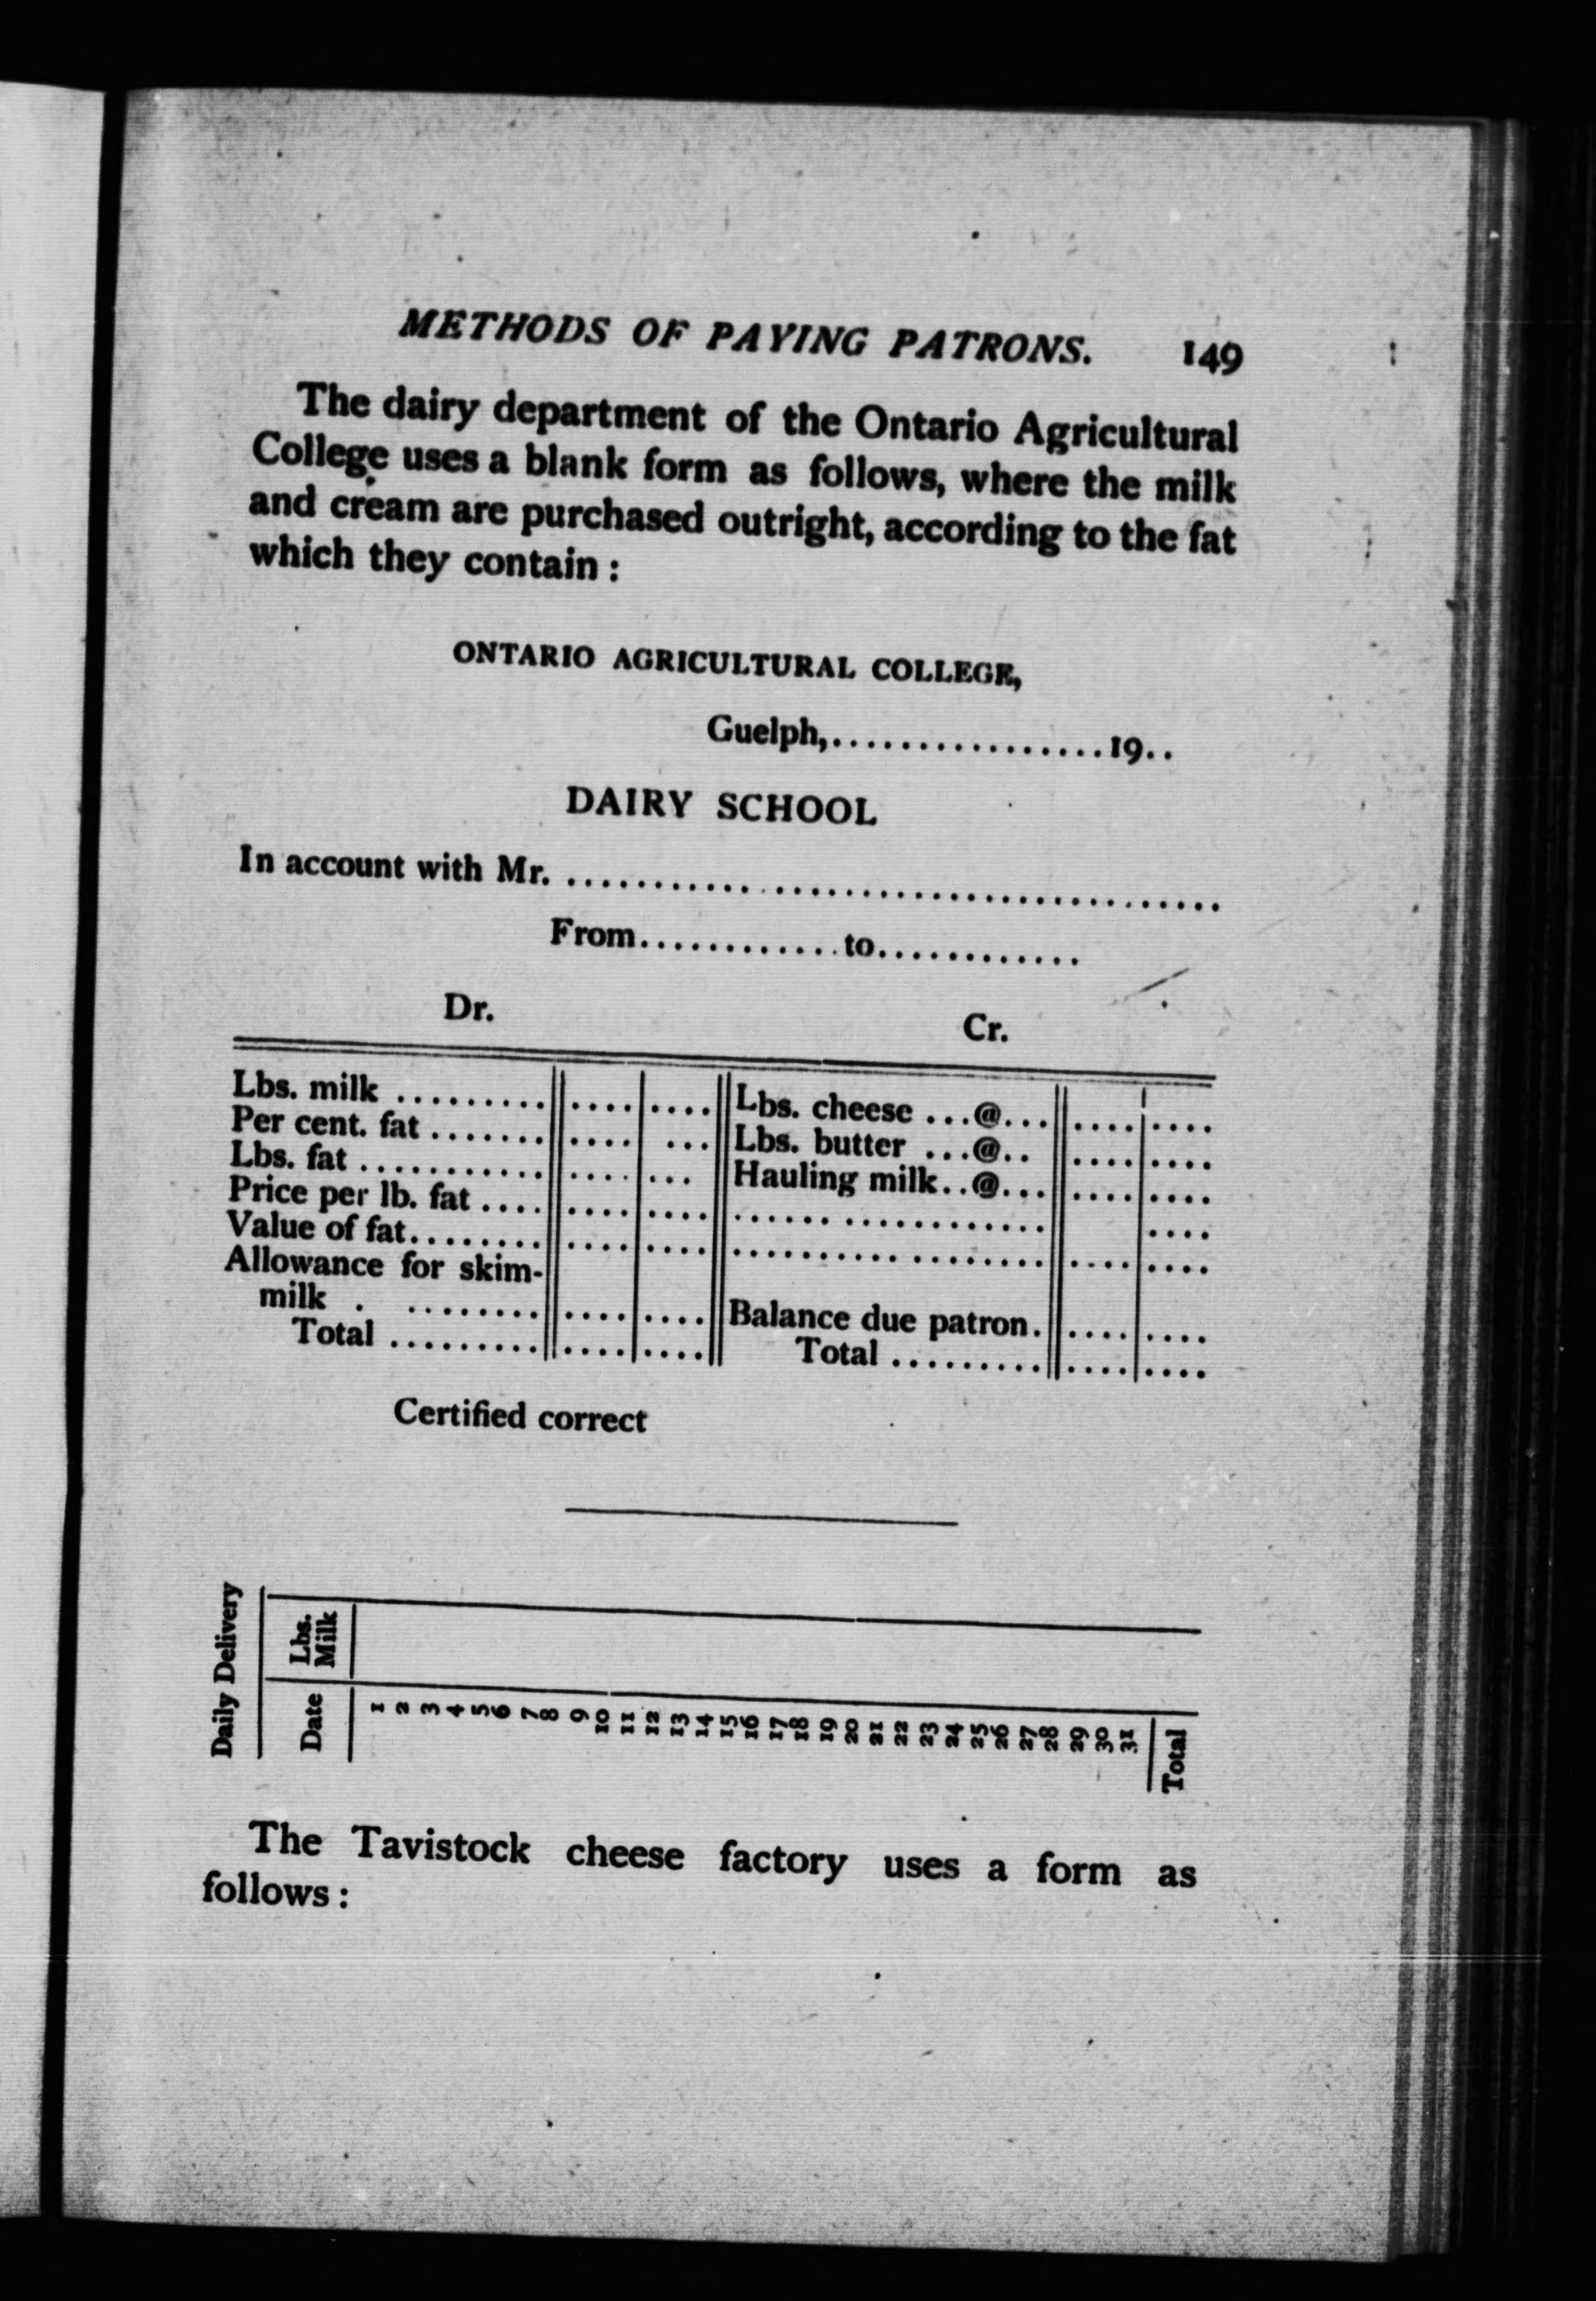 METHODS OF PAYING PATRONS. 149
The dairy department of the Ontario Agricultural
College uses a blank form as follows, where the milk
and cream are purchased outright, according to the fat
which they contain :
ONTARIO AGRICULTURAL COLLEGE,
Guelph,................19..
DAIRY SCHOOL
In account with Mr. ......................................
From............to............
Dr. Cr.
Lbs. milk ......... .... .... Lbs. cheese ...@... .... ....
Per cent. fat ....... .... ... Lbs. butter ...@.. .... ....
Lbs. fat ........... .... ... Hauling milk..@... .... ....
Price per lb. fat .... .... .... ...... ............ ....
Value of fat........ .... .... .......... ........ .... ....
Allowance for skim-
milk . ........ .... .... Balance due patron. .... ....
Total ......... .... .... Total ......... .... ....
Certified correct
Daily Delivery
Date Lbs. Milk
1
2
3
4
5
6
7
8
9
10
11
12
13
14
15
16
17
18
19
20
21
22
23
24
25
26
27
28
29
30
31
Total
The Tavistock cheese factory uses a form as
follows :